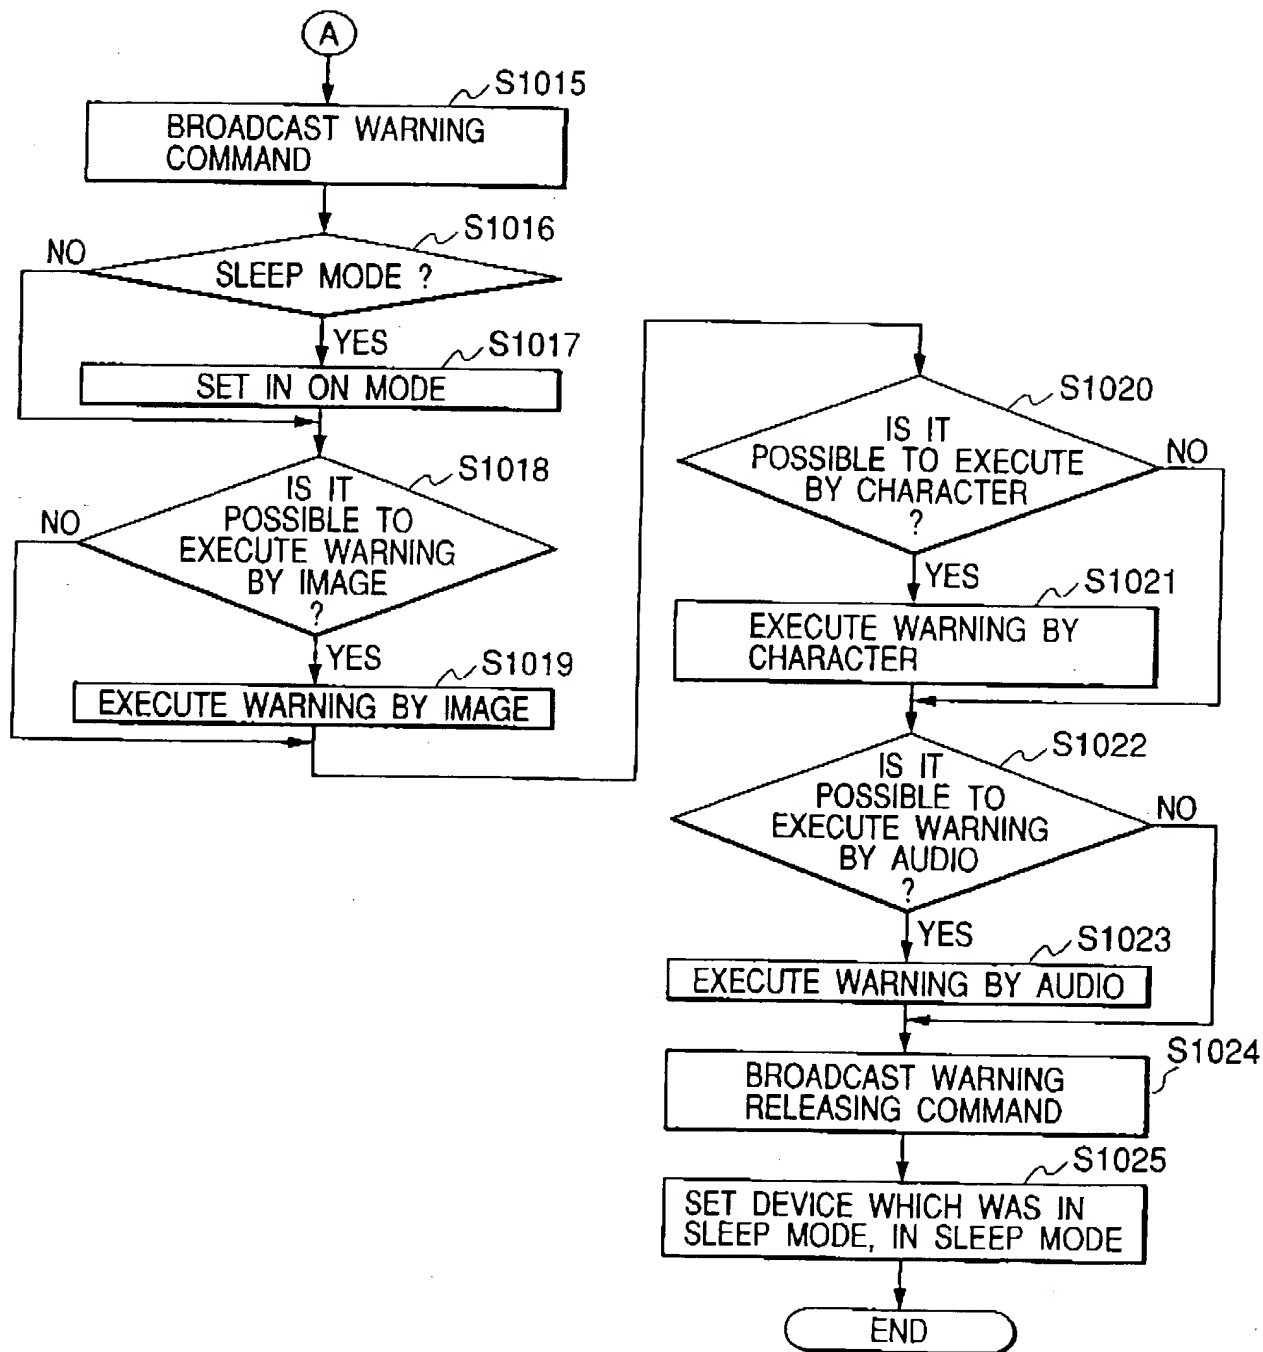 A
S1015
BROADCAST WARNING
COMMAND
S1016
NO
SLEEP MODE ?
YES
S1017
SET IN ON MODE
S1018
IS IT
POSSIBLE TO
NO
EXECUTE WARNING
BY IMAGE
?
YES
S1019
EXECUTE WARNING BY IMAGE
S1020
IS IT
POSSIBLE TO EXECUTE
NO
BY CHARACTER
?
YES
S1021
EXECUTE WARNING BY
CHARACTER
S1022
IS IT
POSSIBLE TO
NO
EXECUTE WARNING
BY AUDIO
?
YES
S1023
EXECUTE WARNING BY AUDIO
S1024
BROADCAST WARNING
RELEASING COMMAND
S1025
SET DEVICE WHICH WAS IN
SLEEP MODE, IN SLEEP MODE
END